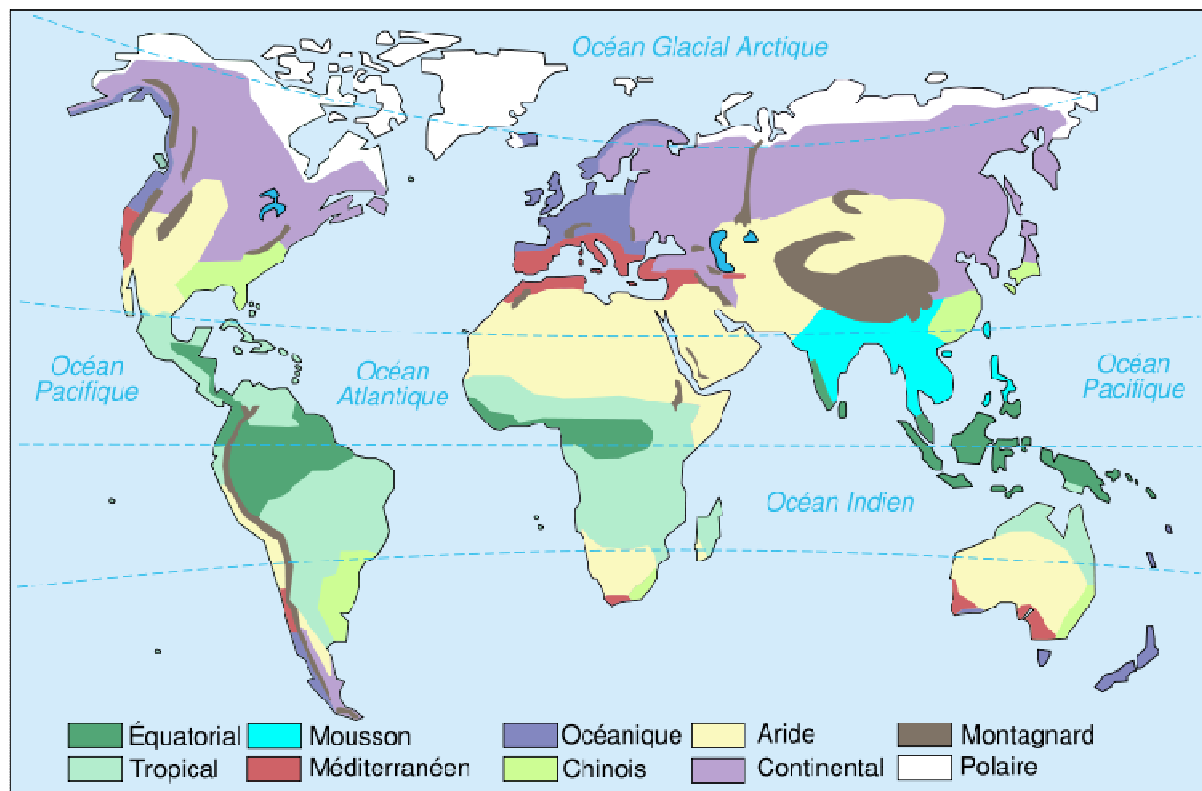 Océan Glacial Arctique
Océan
Pacifique
Océan
Atlantique
Océan
Pacifique
Océan Indien
Équatorial
Mousson
Océanique
Aride
Montagnard
Tropical
Méditerranéen
Chinois
Continental
Polaire